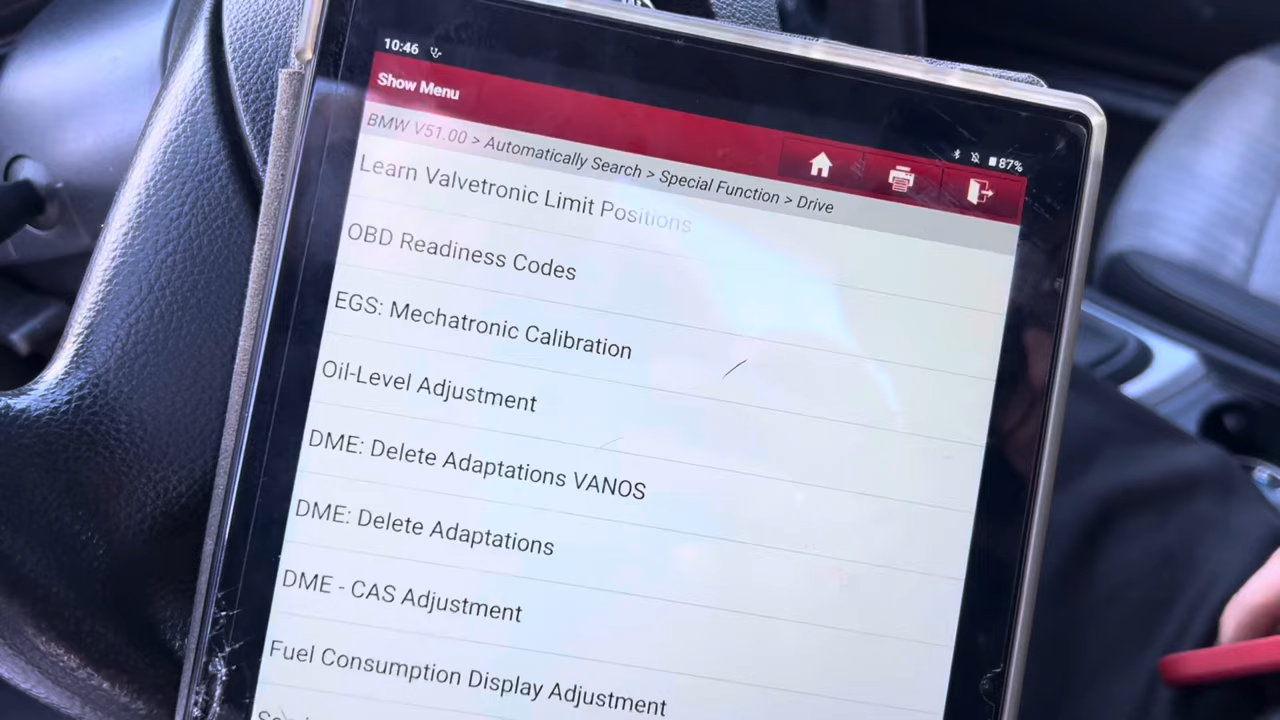 10:46
87%
Show Menu
BMW V51.00 > Automatically Search > Special Function > Drive
Learn Valvetronic Limit Positions
OBD Readiness Codes
EGS: Mechatronic Calibration
Oil-Level Adjustment
DME: Delete Adaptations VANOS
DME: Delete Adaptations
DME - CAS Adjustment
Fuel Consumption Display Adjustment